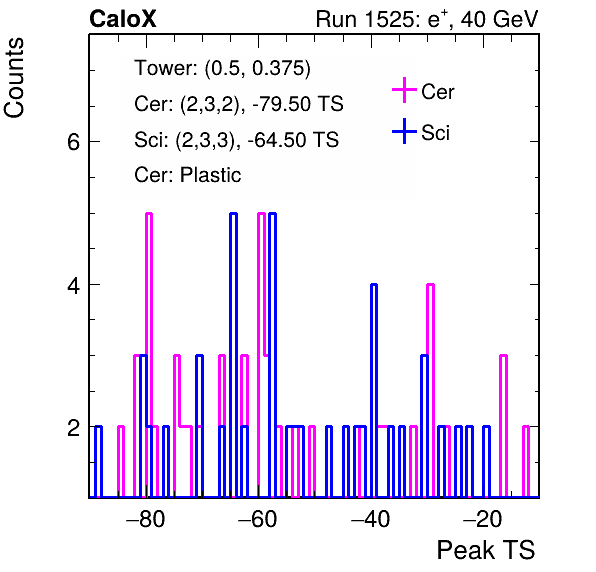 CaloX Run 1525: e⁺, 40 GeV
Counts
Tower: (0.5, 0.375)
Cer: (2,3,2), -79.50 TS
Sci: (2,3,3), -64.50 TS
Cer: Plastic
Cer
Sci
6
4
2
−80 −60 −40 −20
Peak TS